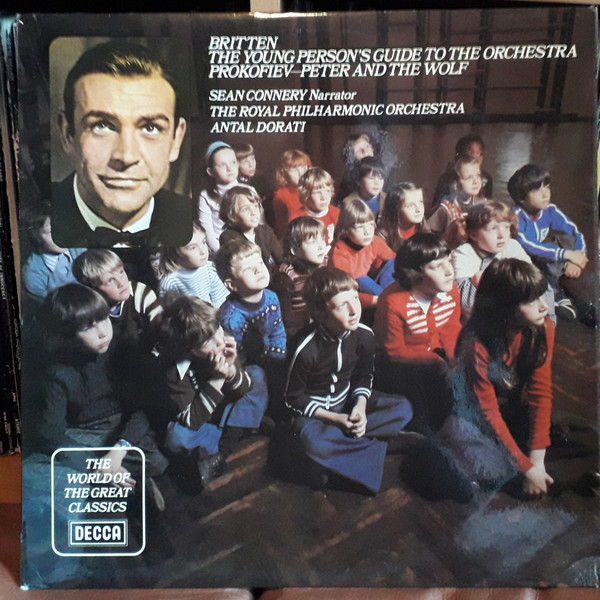 BRITTEN
THE YOUNG PERSON'S GUIDE TO THE ORCHESTRA
PROKOFIEV-PETER AND THE WOLF
SEAN CONNERY Narrator
THE ROYAL PHILHARMONIC ORCHESTRA
ANTAL DORATI
THE
WORLD OF
THE GREAT
CLASSICS
DECCA